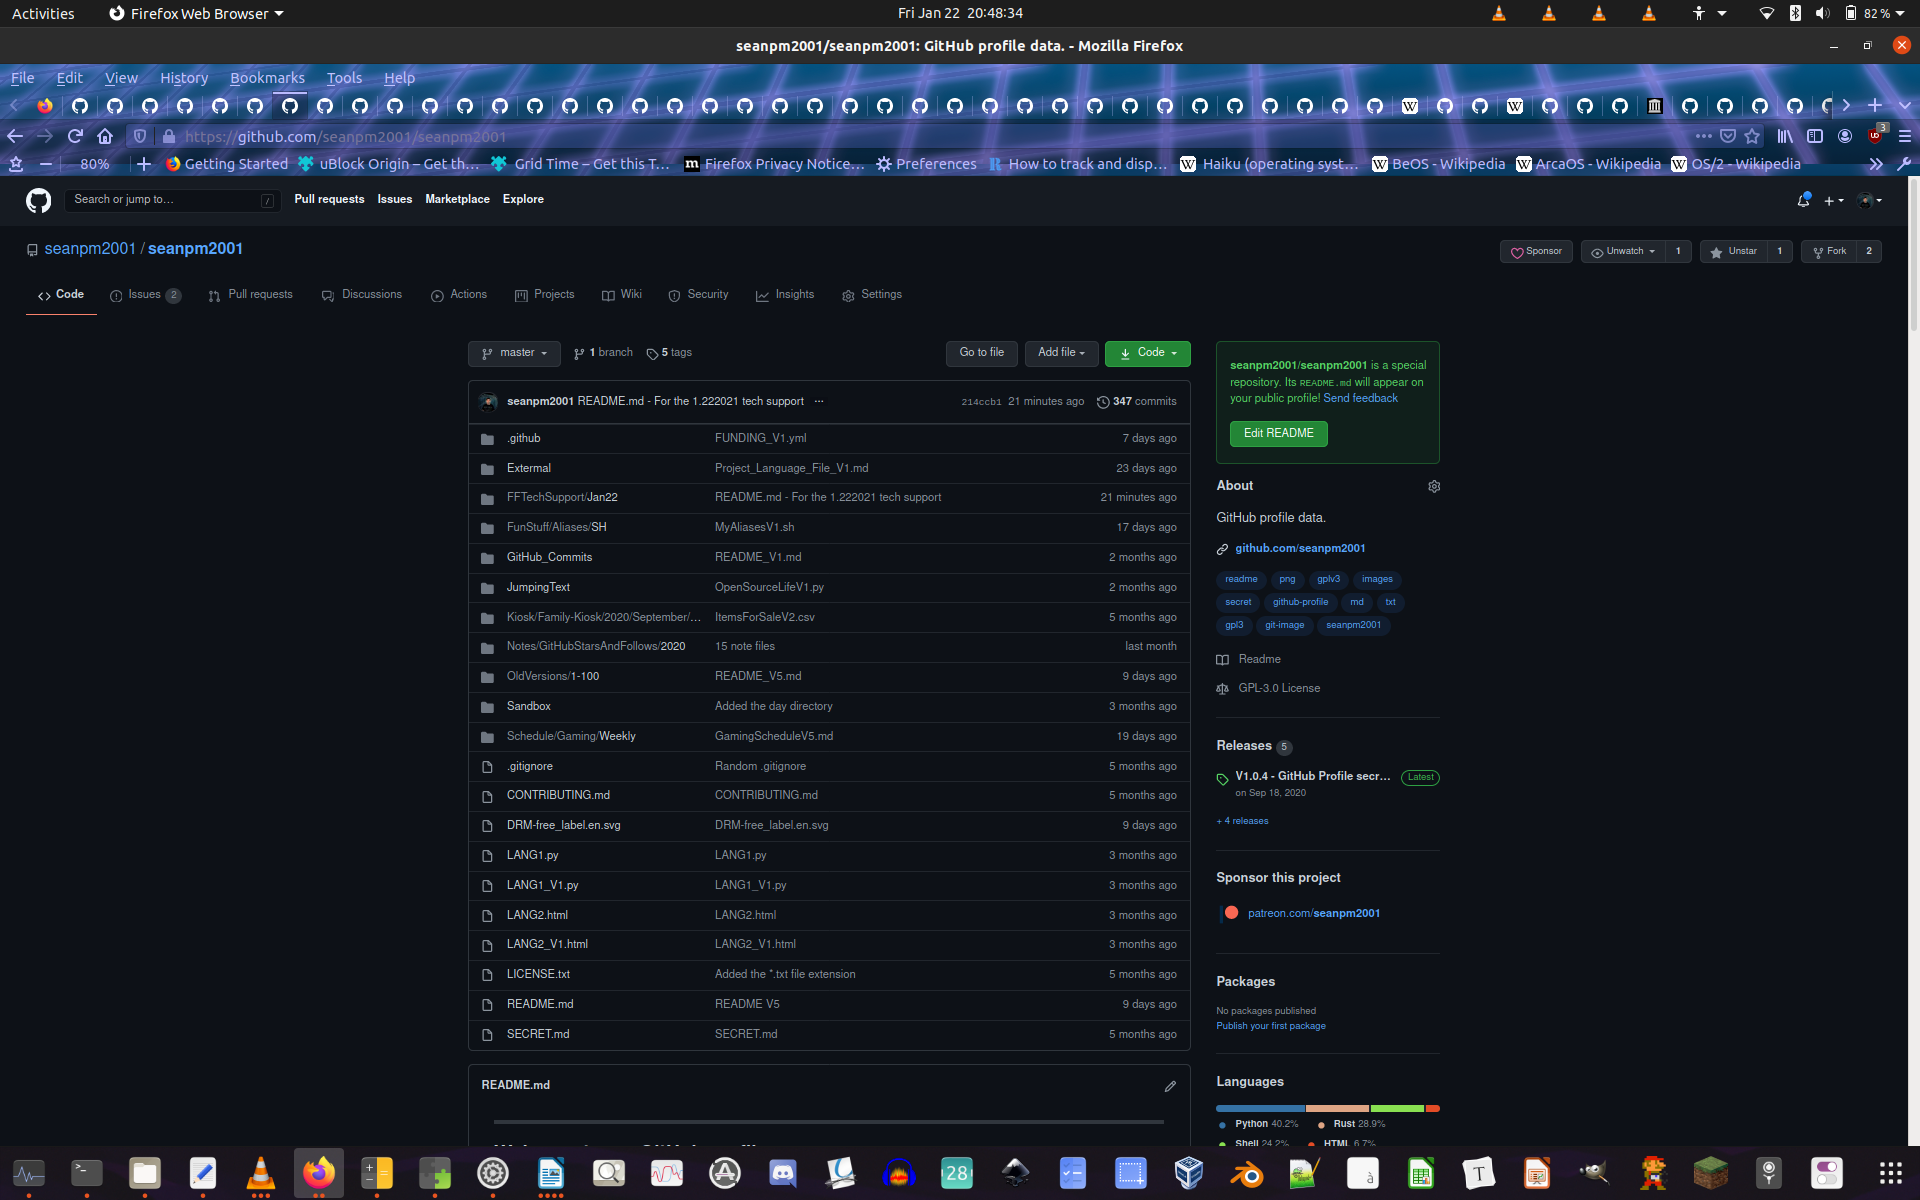 Activities Firefox Web Browser Fri Jan 22 20:48:34 82 %
seanpm2001/seanpm2001: GitHub profile data. - Mozilla Firefox
File Edit View History Bookmarks Tools Help
https://github.com/seanpm2001/seanpm2001 3
80% Getting Started uBlock Origin – Get th… Grid Time – Get this T… Firefox Privacy Notice… Preferences How to track and disp… Haiku (operating syst… BeOS - Wikipedia ArcaOS - Wikipedia OS/2 - Wikipedia
Search or jump to… / Pull requests Issues Marketplace Explore
seanpm2001 / seanpm2001 Sponsor Unwatch 1 Unstar 1 Fork 2
Code Issues 2 Pull requests Discussions Actions Projects Wiki Security Insights Settings
master 1 branch 5 tags Go to file Add file Code
seanpm2001 README.md - For the 1.222021 tech support ... 214ccb1 21 minutes ago 347 commits
.github FUNDING_V1.yml 7 days ago
Extermal Project_Language_File_V1.md 23 days ago
FFTechSupport/Jan22 README.md - For the 1.222021 tech support 21 minutes ago
FunStuff/Aliases/SH MyAliasesV1.sh 17 days ago
GitHub_Commits README_V1.md 2 months ago
JumpingText OpenSourceLifeV1.py 2 months ago
Kiosk/Family-Kiosk/2020/September/… ItemsForSaleV2.csv 5 months ago
Notes/GitHubStarsAndFollows/2020 15 note files last month
OldVersions/1-100 README_V5.md 9 days ago
Sandbox Added the day directory 3 months ago
Schedule/Gaming/Weekly GamingScheduleV5.md 19 days ago
.gitignore Random .gitignore 5 months ago
CONTRIBUTING.md CONTRIBUTING.md 5 months ago
DRM-free_label.en.svg DRM-free_label.en.svg 9 days ago
LANG1.py LANG1.py 3 months ago
LANG1_V1.py LANG1_V1.py 3 months ago
LANG2.html LANG2.html 3 months ago
LANG2_V1.html LANG2_V1.html 3 months ago
LICENSE.txt Added the *.txt file extension 5 months ago
README.md README V5 9 days ago
SECRET.md SECRET.md 5 months ago
README.md
seanpm2001/seanpm2001 is a special
repository. Its README.md will appear on
your public profile! Send feedback
Edit README
About
GitHub profile data.
github.com/seanpm2001
readme png gplv3 images
secret github-profile md txt
gpl3 git-image seanpm2001
Readme
GPL-3.0 License
Releases 5
V1.0.4 - GitHub Profile secr… Latest
on Sep 18, 2020
+ 4 releases
Sponsor this project
patreon.com/seanpm2001
Packages
No packages published
Publish your first package
Languages
Python 40.2% Rust 28.9%
Shell 24.2% HTML 6.7%
28